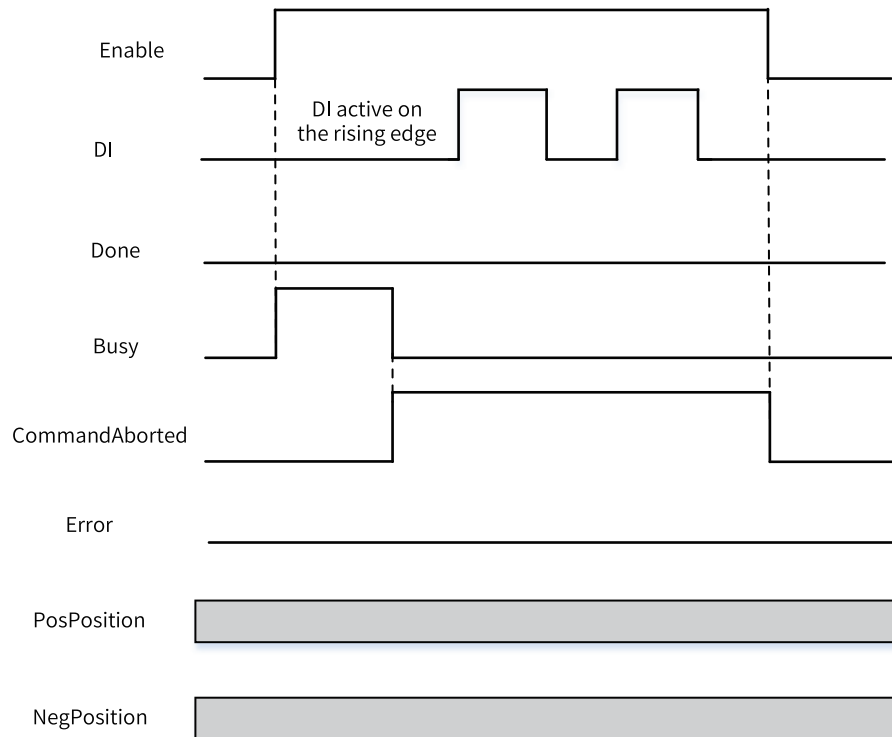 Enable
DI active on
the rising edge
DI
Done
Busy
CommandAborted
Error
PosPosition
NegPosition